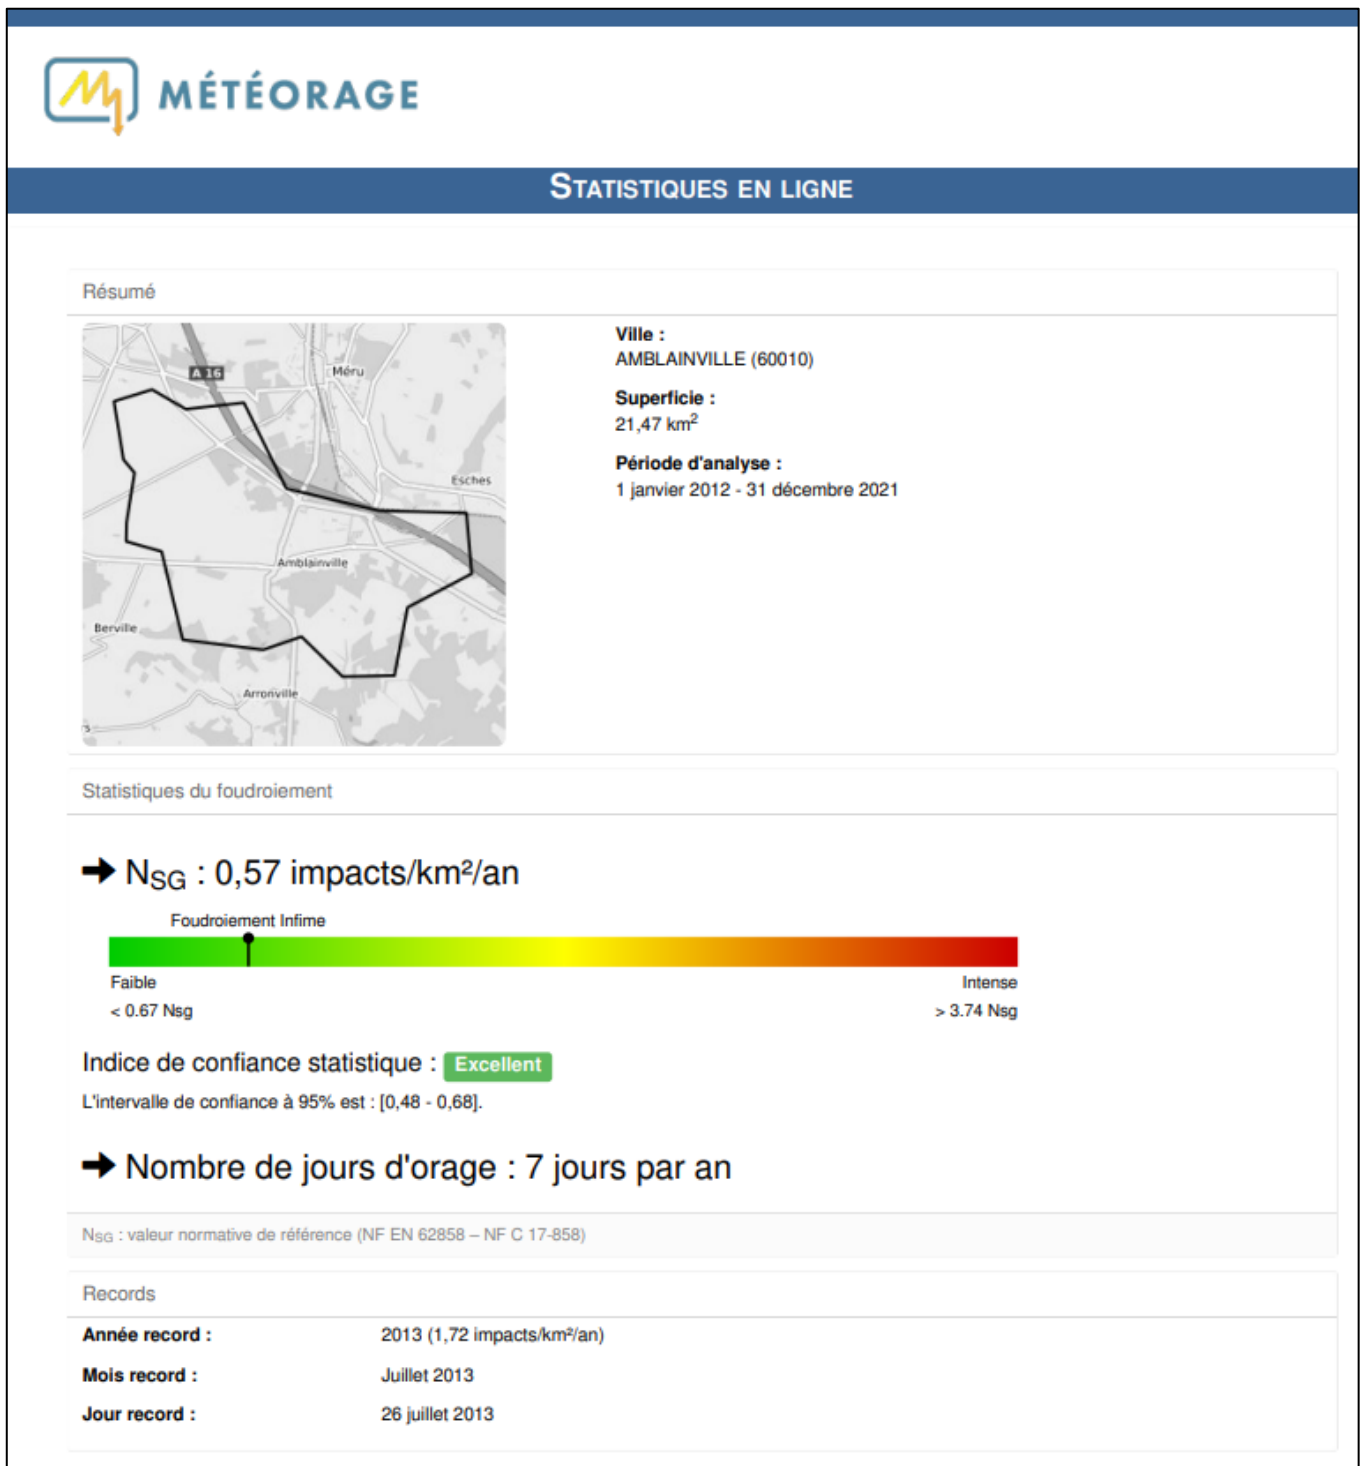 MÉTÉORAGE
STATISTIQUES EN LIGNE
Résumé
A 16
Méru
Esches
Amblainville
Berville
Arronville
s
Ville :
AMBLAINVILLE (60010)
Superficie :
21,47 km²
Période d'analyse :
1 janvier 2012 - 31 décembre 2021
Statistiques du foudroiement
➔ NSG : 0,57 impacts/km²/an
Foudroiement Infime
Faible Intense
< 0.67 Nsg > 3.74 Nsg
Indice de confiance statistique : Excellent
L'intervalle de confiance à 95% est : [0,48 - 0,68].
➔ Nombre de jours d'orage : 7 jours par an
NSG : valeur normative de référence (NF EN 62858 – NF C 17-858)
Records
Année record : 2013 (1,72 impacts/km²/an)
Mois record : Juillet 2013
Jour record : 26 juillet 2013